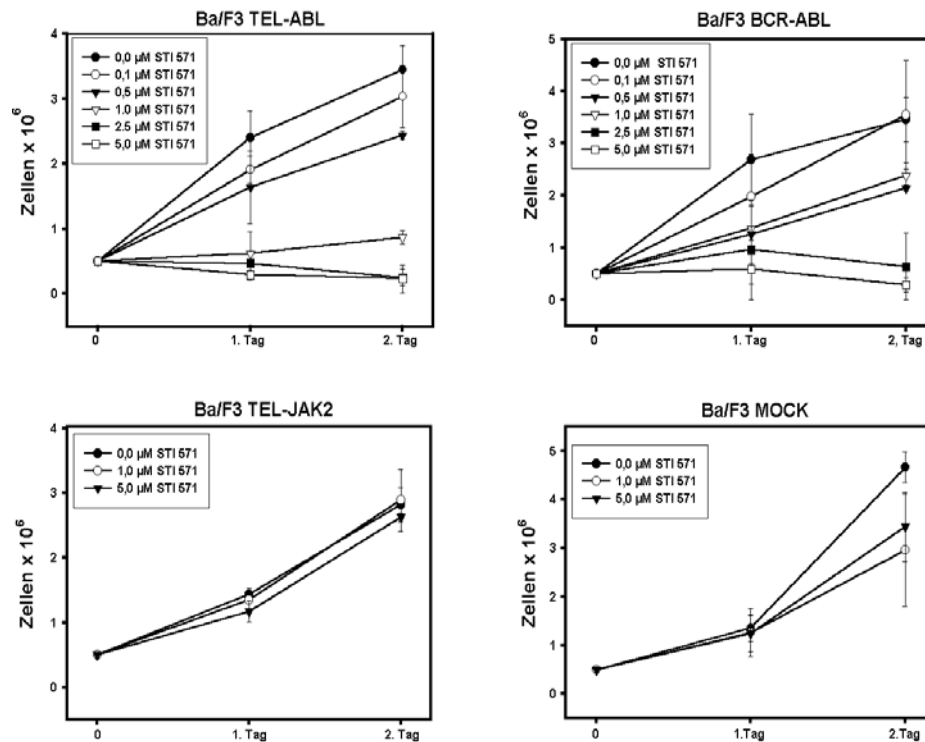 Ba/F3 TEL-ABL
4
3
2
1
0
Zellen x 10⁶
0,0 µM STI 571
0,1 µM STI 571
0,5 µM STI 571
1.0 µM STI 571
2.5 µM STI 571
5,0 µM STI 571
0
1. Tag
2. Tag
Ba/F3 BCR-ABL
5
4
3
2
1
0
Zellen x 10⁶
0,0 µM STI 571
0,1 µM STI 571
0,5 µM STI 571
1,0 µM STI 571
2,5 µM STI 571
5,0 µM STI 571
0
1. Tag
2, Tag
Ba/F3 TEL-JAK2
4
3
2
1
0
Zellen x 10⁶
0,0 µM STI 571
1,0 µM STI 571
5,0 µM STI 571
0
1. Tag
2. Tag
Ba/F3 MOCK
5
4
3
2
1
0
Zellen x 10⁶
0,0 µM STI 571
1,0 µM STI 571
5,0 µM STI 571
0
1.Tag
2.Tag